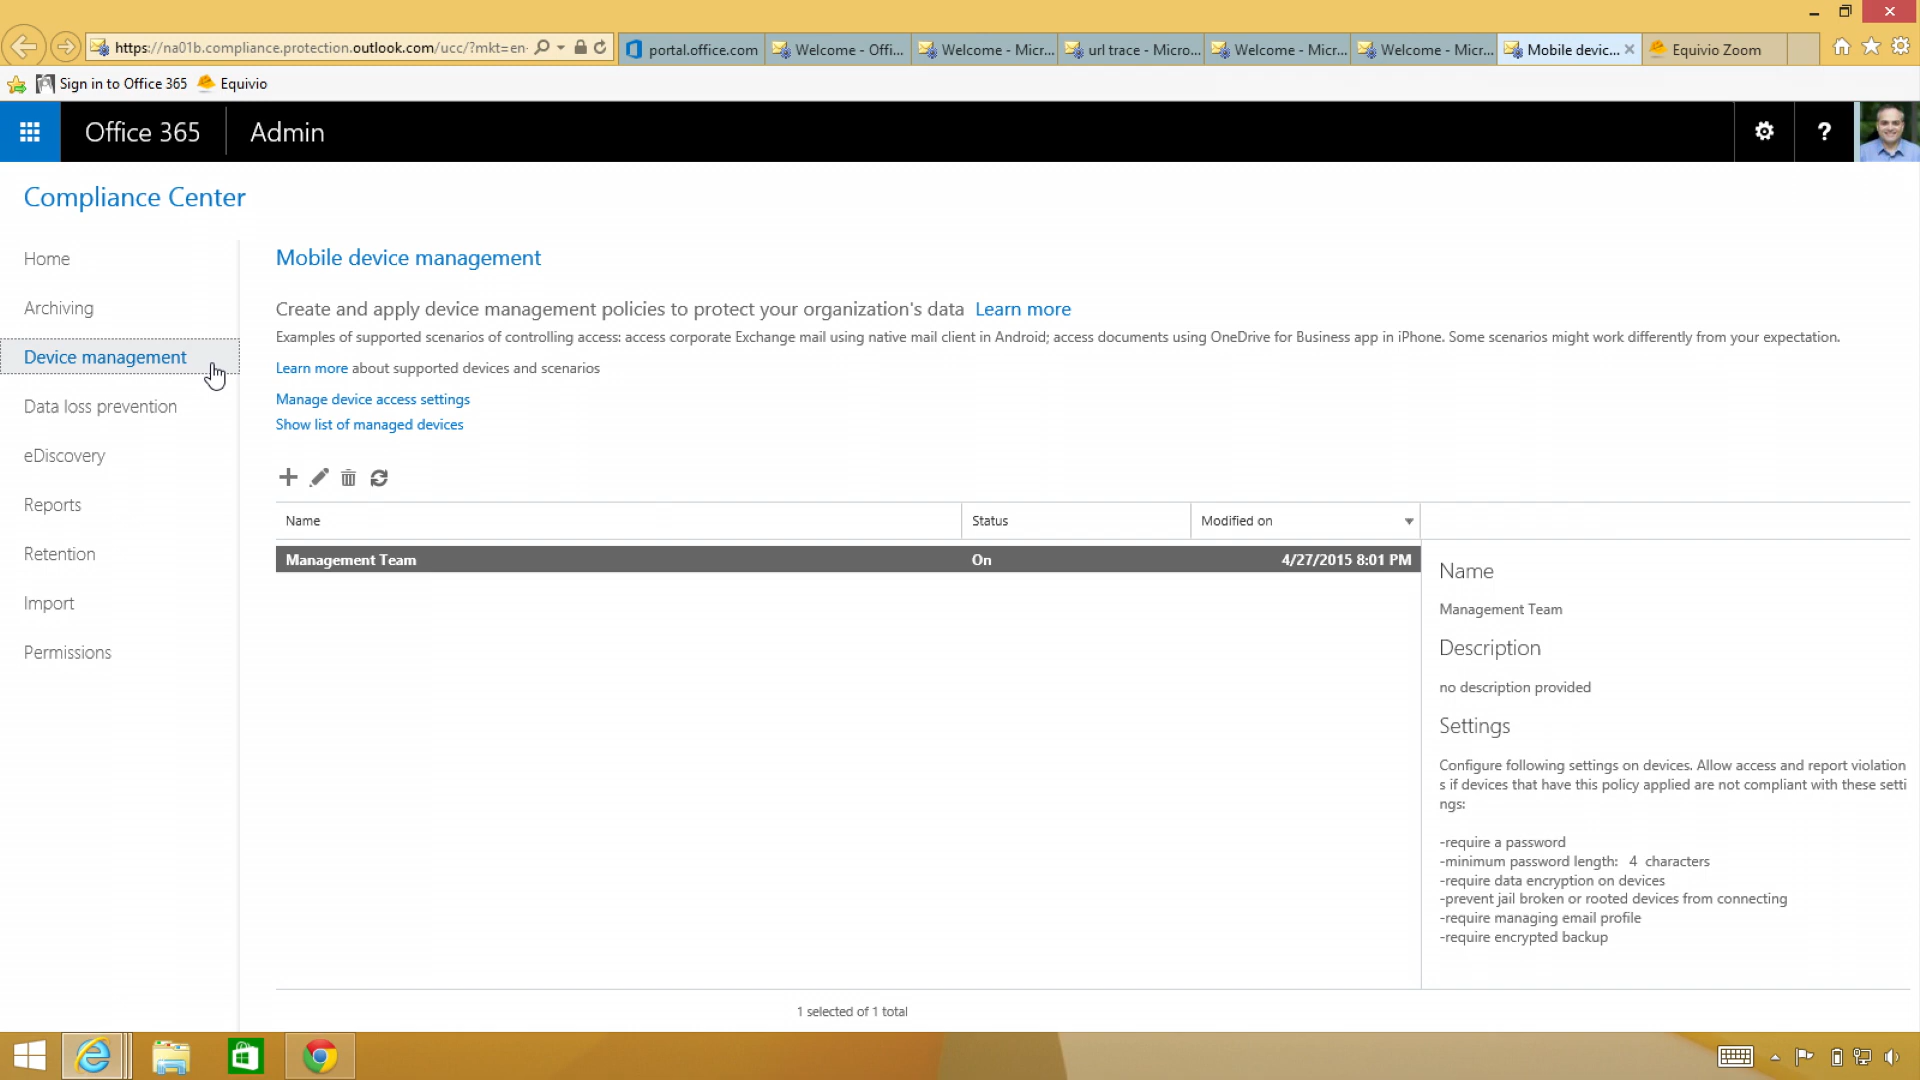 https://na01b.compliance.protection.outlook.com/ucc/?mkt=en-
portal.office.com
Welcome - Offi...
Welcome - Micr...
url trace - Micro...
Welcome - Micr...
Welcome - Micr...
Mobile devic...
Equivio Zoom
Sign in to Office 365
Equivio
Office 365
Admin
?
Compliance Center
Home
Archiving
Device management
Data loss prevention
eDiscovery
Reports
Retention
Import
Permissions
Mobile device management
Create and apply device management policies to protect your organization's data Learn more
Examples of supported scenarios of controlling access: access corporate Exchange mail using native mail client in Android; access documents using OneDrive for Business app in iPhone. Some scenarios might work differently from your expectation.
Learn more about supported devices and scenarios
Manage device access settings
Show list of managed devices
Name Status Modified on
Management Team On 4/27/2015 8:01 PM
Name
Management Team
Description
no description provided
Settings
Configure following settings on devices. Allow access and report violation
s if devices that have this policy applied are not compliant with these setti
ngs:
-require a password
-minimum password length: 4 characters
-require data encryption on devices
-prevent jail broken or rooted devices from connecting
-require managing email profile
-require encrypted backup
1 selected of 1 total